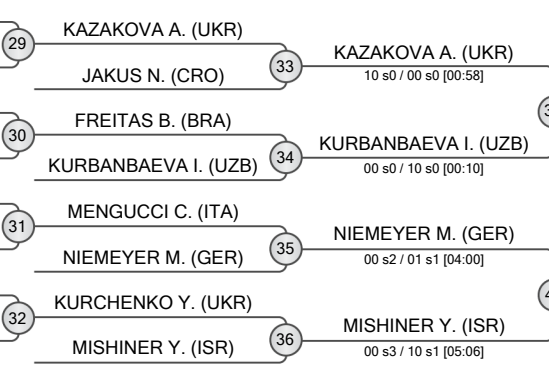 29
KAZAKOVA A. (UKR)
JAKUS N. (CRO)
33
KAZAKOVA A. (UKR)
10 s0 / 00 s0 [00:58]
30
FREITAS B. (BRA)
KURBANBAEVA I. (UZB)
34
KURBANBAEVA I. (UZB)
00 s0 / 10 s0 [00:10]
31
MENGUCCI C. (ITA)
NIEMEYER M. (GER)
35
NIEMEYER M. (GER)
00 s2 / 01 s1 [04:00]
32
KURCHENKO Y. (UKR)
MISHINER Y. (ISR)
36
MISHINER Y. (ISR)
00 s3 / 10 s1 [05:06]